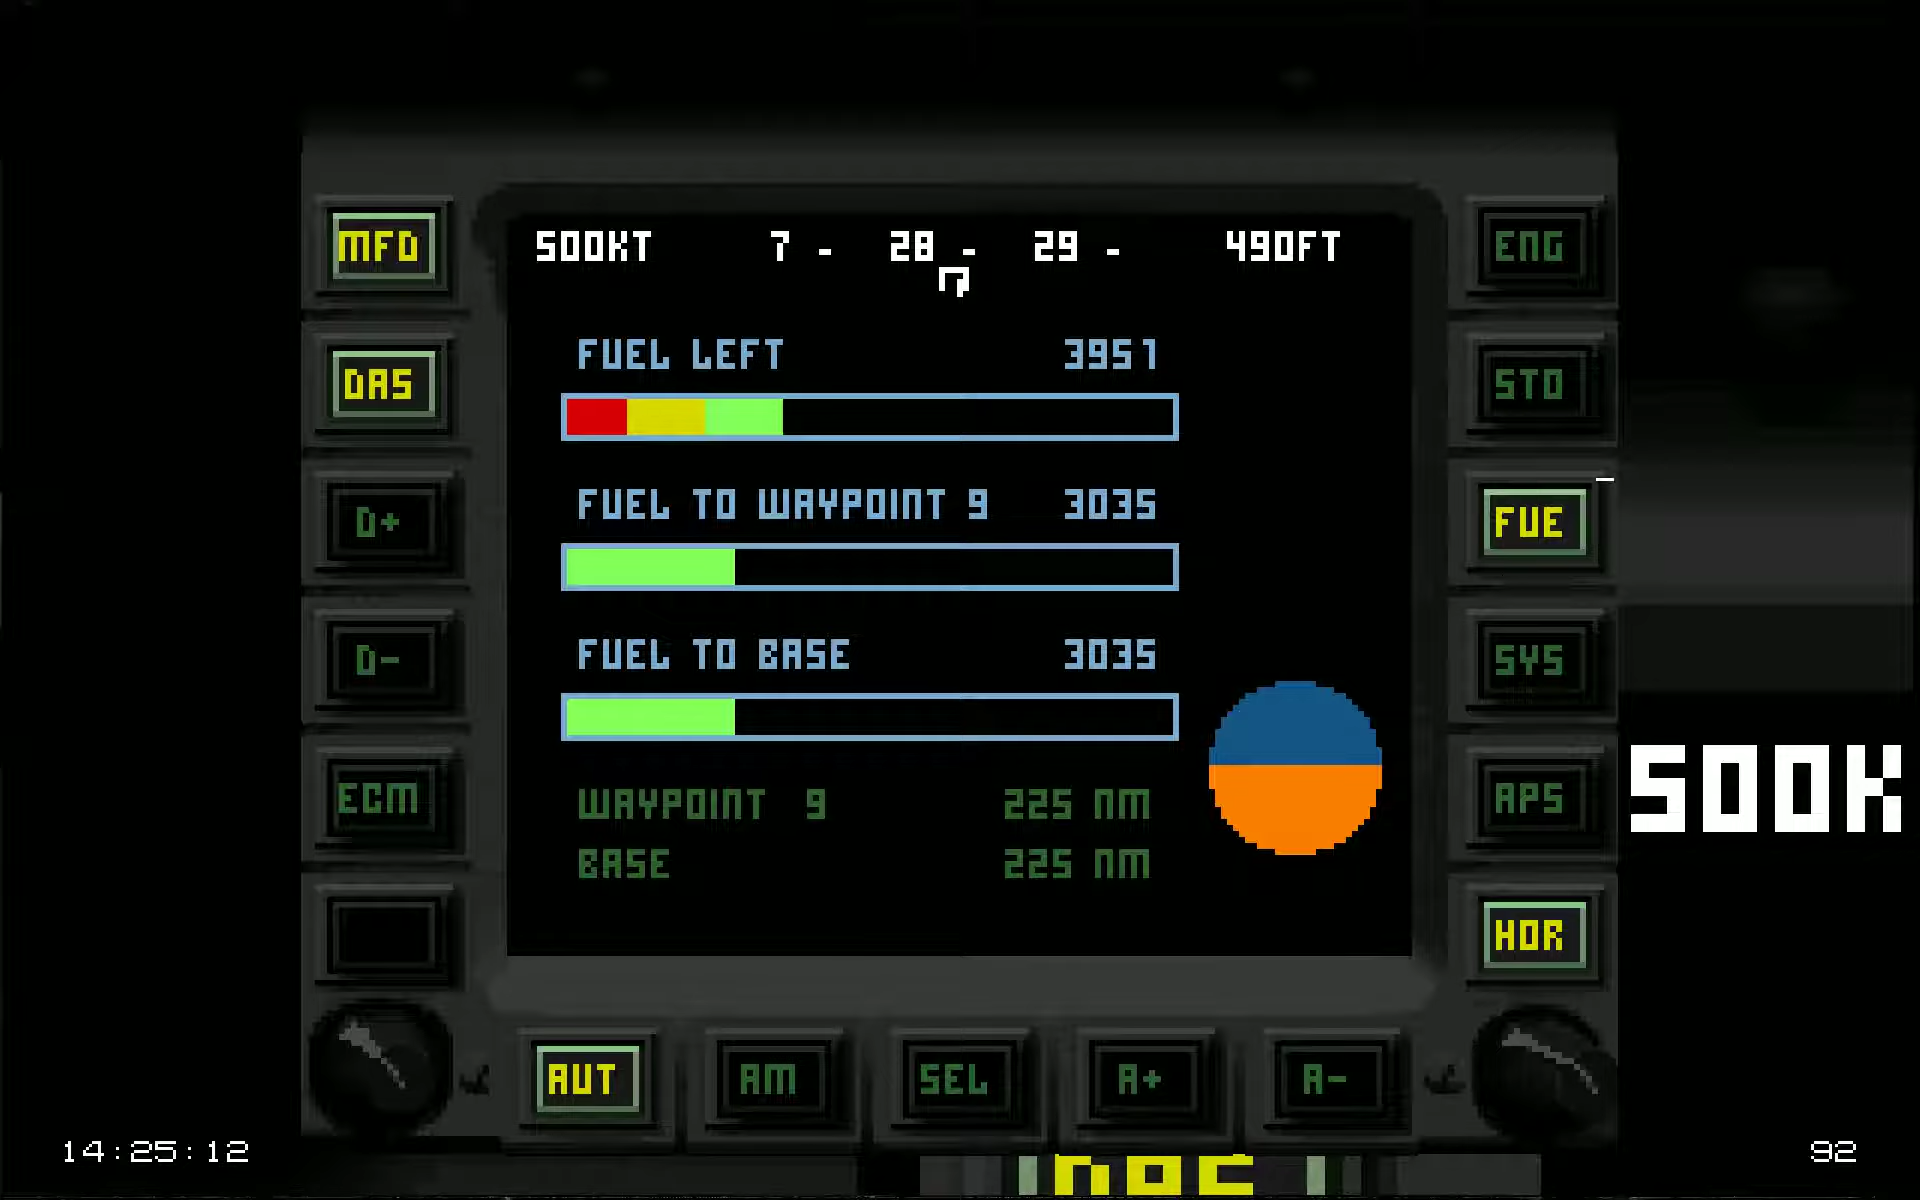 500KT 7 - 28 - 29 - 490FT
MFD ENG
FUEL LEFT 3951
DAS STO
FUEL TO WAYPOINT 9 3035
D+ FUE
FUEL TO BASE 3035
D- SYS
WAYPOINT 9 225 NM
ECM APS
500K
BASE 225 NM
HOR
AUT AM SEL A+ A-
14:25:12 92